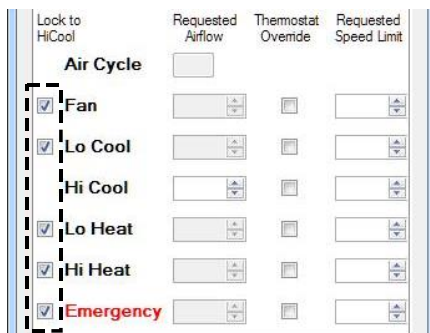 Lock to HiCool
Requested Airflow
Thermostat Override
Requested Speed Limit
Air Cycle
Fan
Lo Cool
Hi Cool
Lo Heat
Hi Heat
Emergency